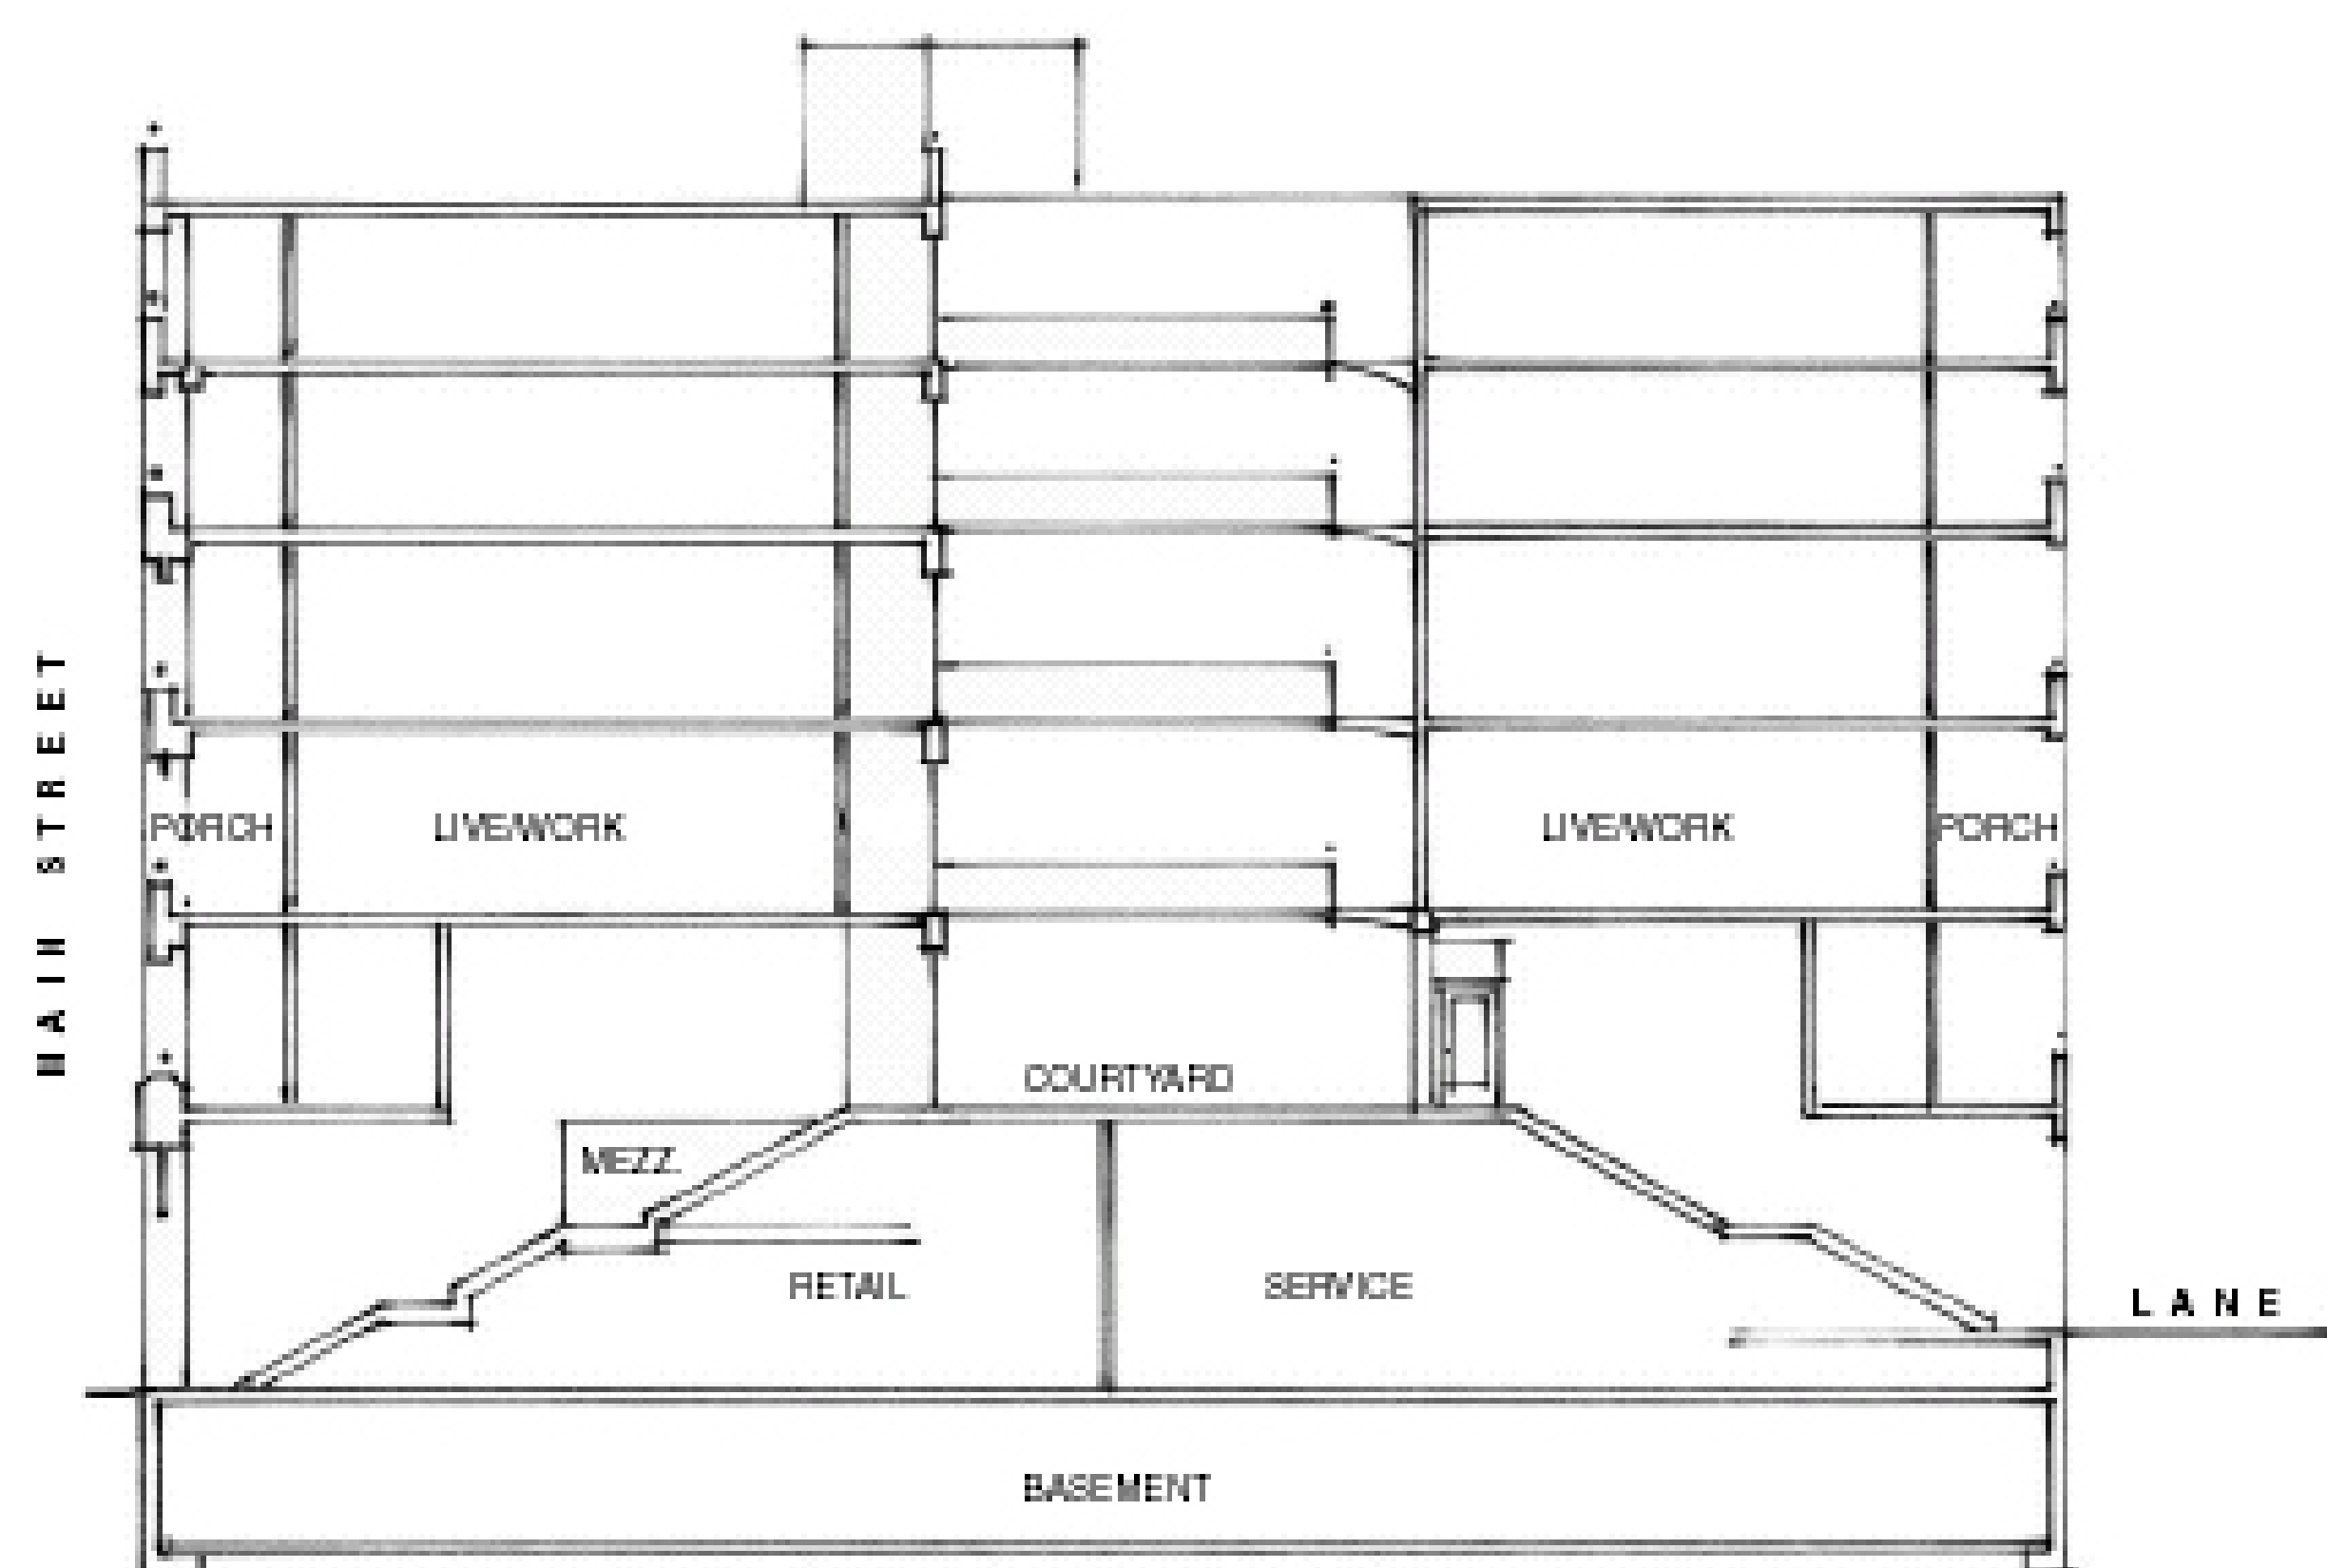 MAIN STREET
PORCH
LIVE/WORK
LIVE/WORK
PORCH
COURTYARD
MEZZ.
RETAIL
SERVICE
LANE
BASEMENT